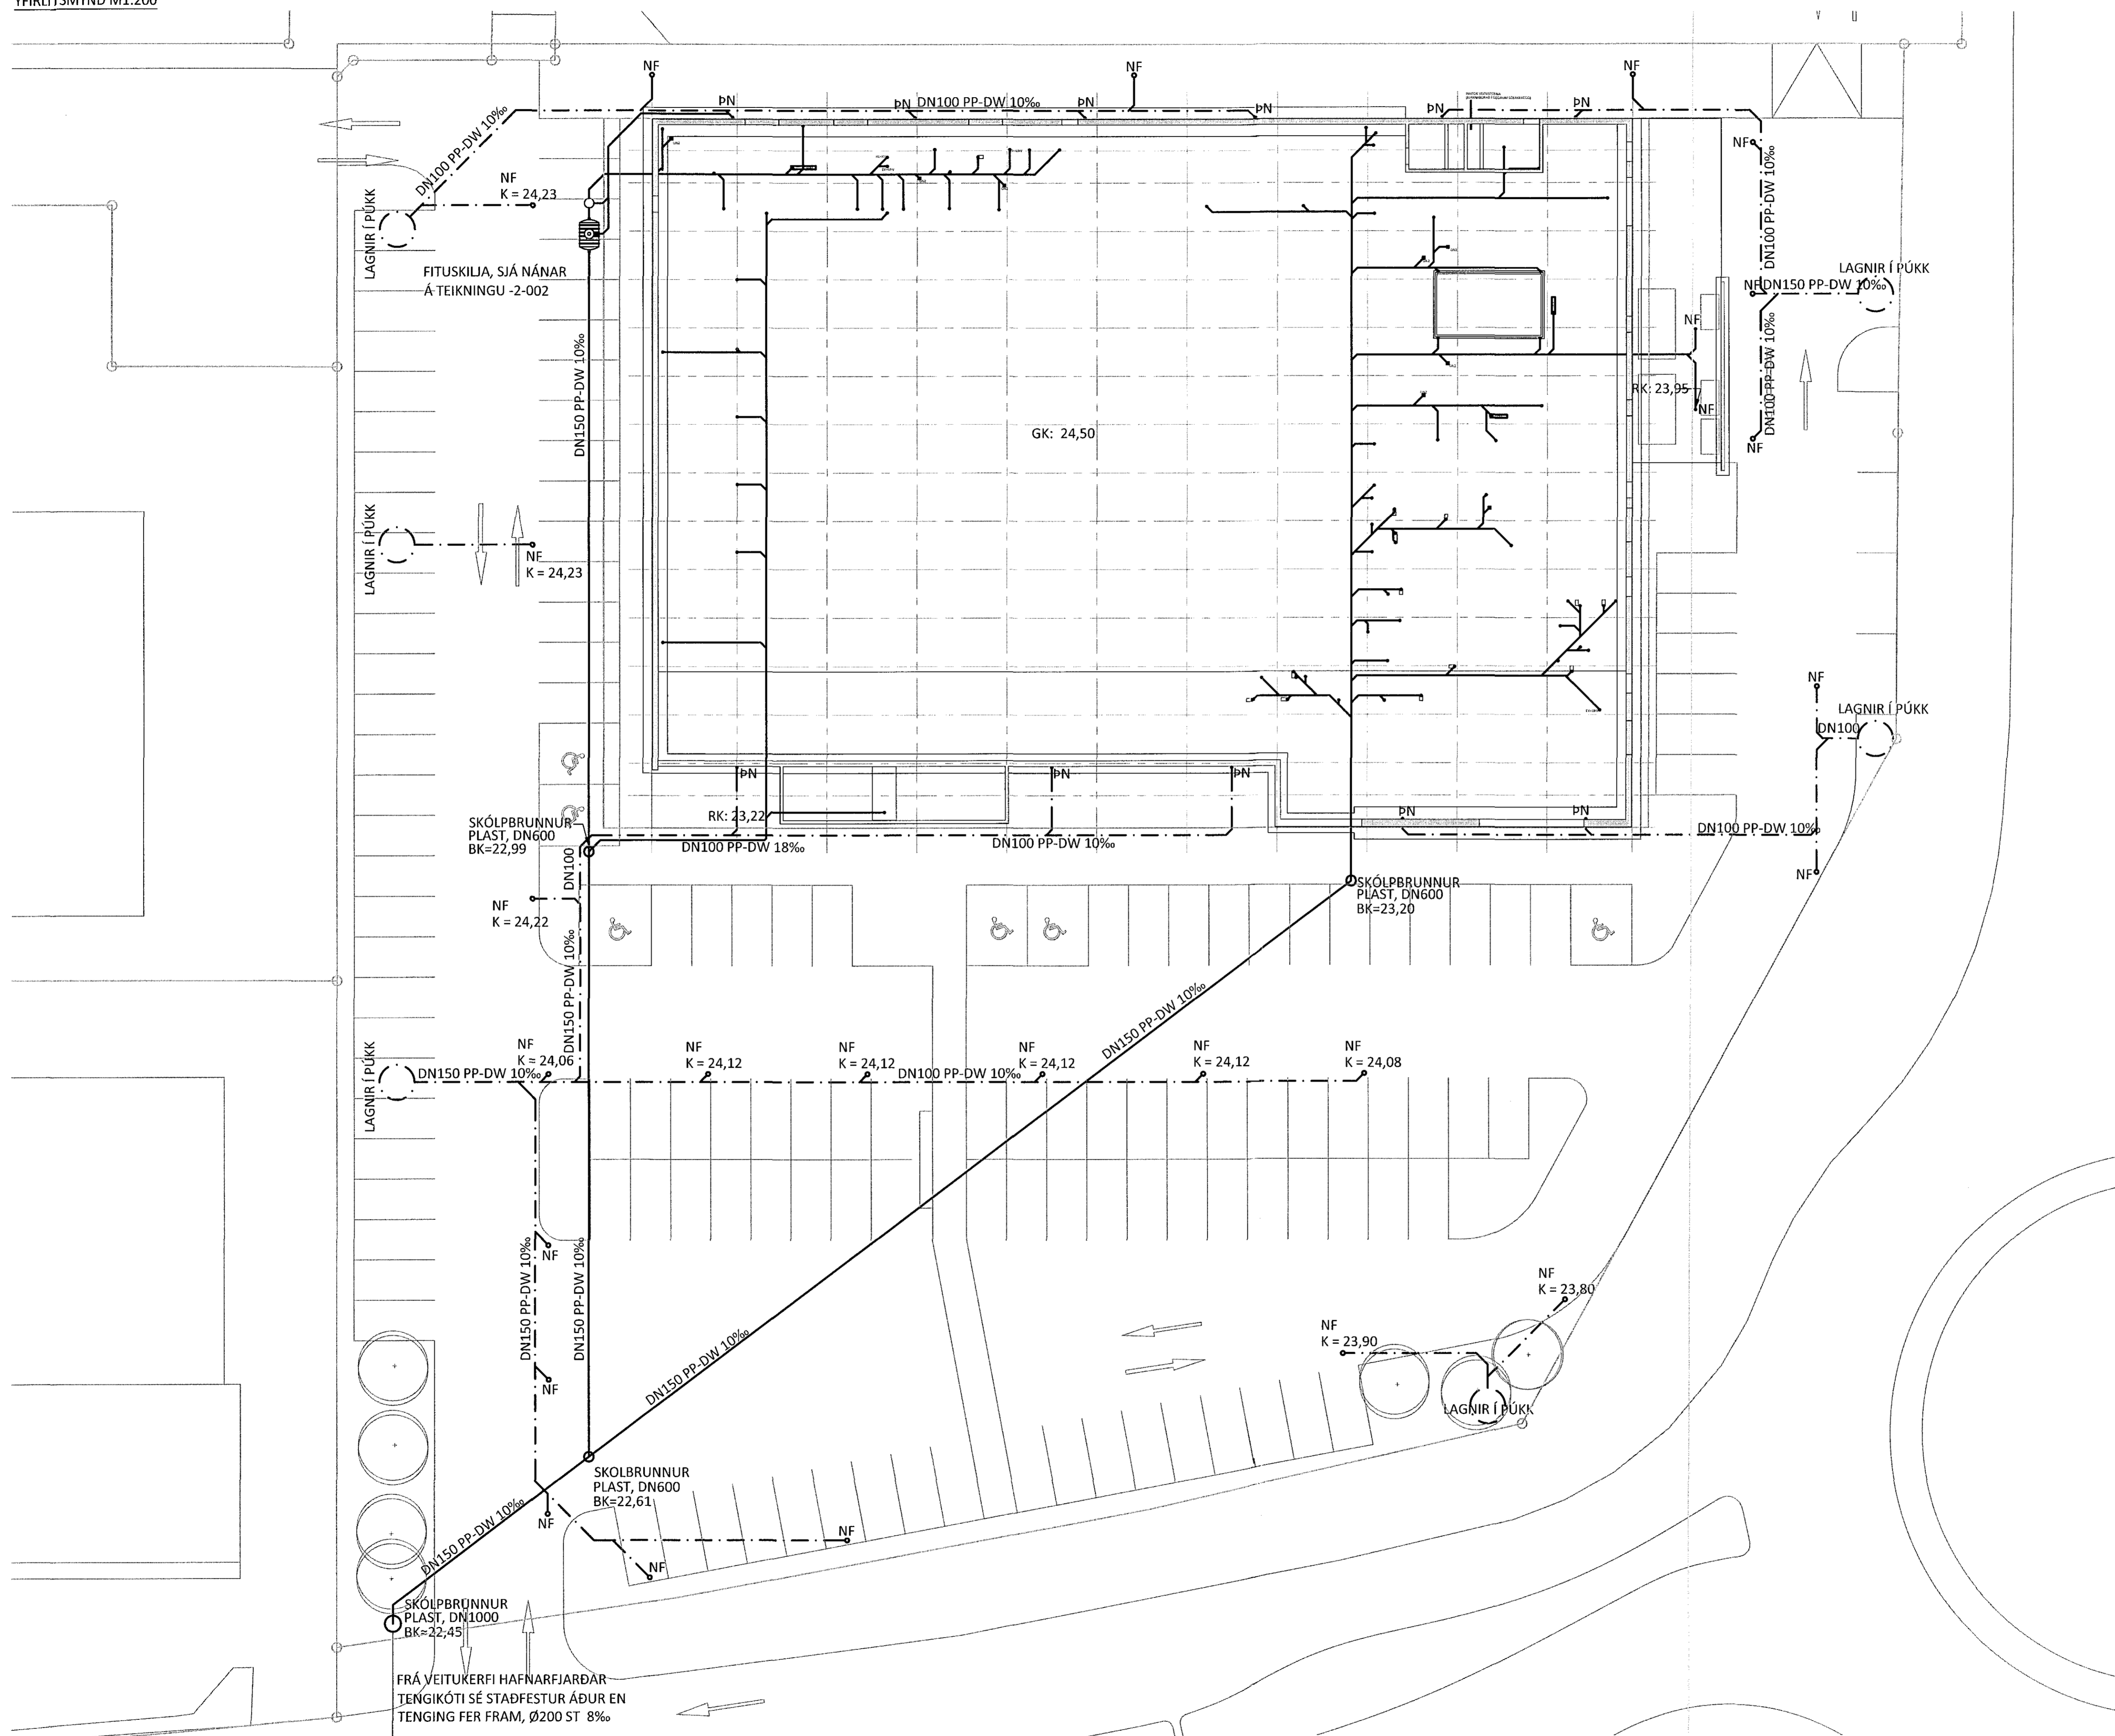 YFIRLITSMYND M1:200
NF
NF
NF
ÞN
ÞN
DN100 PP-DW 10‰
ÞN
ÞN
ÞN
ÞN
DN100 PP-DW 10‰
NF
K = 24,23
LAGNIR Í PÚKK
FITUSKILJA, SJÁ NÁNAR
Á TEIKNINGU -2-002
NF
DN100 PP-DW 10‰
LAGNIR Í PÚKK
NF
DN150 PP-DW 10‰
NF
DN100 PP-DW 10‰
RK: 23,95
NF
NF
DN150 PP-DW 10‰
GK: 24,50
LAGNIR Í PÚKK
NF
K = 24,23
NF
LAGNIR Í PÚKK
DN100
ÞN
ÞN
ÞN
RK: 23,22
ÞN
ÞN
SKÓLPBRUNNUR
PLAST, DN600
BK=22,99
DN100 PP-DW 18‰
DN100 PP-DW 10‰
DN100 PP-DW 10‰
DN100
NF
SKÓLPBRUNNUR
PLAST, DN600
BK=23,20
NF
K = 24,22
DN150 PP-DW 10‰
DN150 PP-DW 10‰
LAGNIR Í PÚKK
DN150 PP-DW 10‰
NF
K = 24,06
NF
K = 24,12
NF
K = 24,12
DN100 PP-DW 10‰
NF
K = 24,12
NF
K = 24,12
NF
K = 24,08
NF
DN150 PP-DW 10‰
DN150 PP-DW 10‰
NF
K = 23,80
NF
K = 23,90
LAGNIR Í PÚKK
NF
DN150 PP-DW 10‰
SKOLBRUNNUR
PLAST, DN600
BK=22,61
DN150 PP-DW 10‰
NF
NF
NF
SKÓLPBRUNNUR
PLAST, DN1000
BK≈22,45
FRÁ VEITUKERFI HAFNARFJARÐAR
TENGIKÓTI SÉ STAÐFESTUR ÁÐUR EN
TENGING FER FRAM, Ø200 ST 8‰